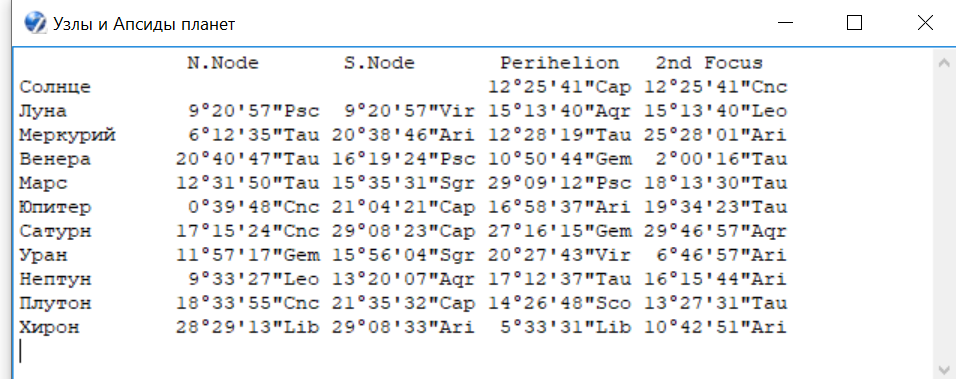 Узлы и Апсиды планет
N.Node S.Node Perihelion 2nd Focus
Солнце 12°25'41"Cap 12°25'41"Cnc
Луна 9°20'57"Psc 9°20'57"Vir 15°13'40"Aqr 15°13'40"Leo
Меркурий 6°12'35"Tau 20°38'46"Ari 12°28'19"Tau 25°28'01"Ari
Венера 20°40'47"Tau 16°19'24"Psc 10°50'44"Gem 2°00'16"Tau
Марс 12°31'50"Tau 15°35'31"Sgr 29°09'12"Psc 18°13'30"Tau
Юпитер 0°39'48"Cnc 21°04'21"Cap 16°58'37"Ari 19°34'23"Tau
Сатурн 17°15'24"Cnc 29°08'23"Cap 27°16'15"Gem 29°46'57"Aqr
Уран 11°57'17"Gem 15°56'04"Sgr 20°27'43"Vir 6°46'57"Ari
Нептун 9°33'27"Leo 13°20'07"Aqr 17°12'37"Tau 16°15'44"Ari
Плутон 18°33'55"Cnc 21°35'32"Cap 14°26'48"Sco 13°27'31"Tau
Хирон 28°29'13"Lib 29°08'33"Ari 5°33'31"Lib 10°42'51"Ari